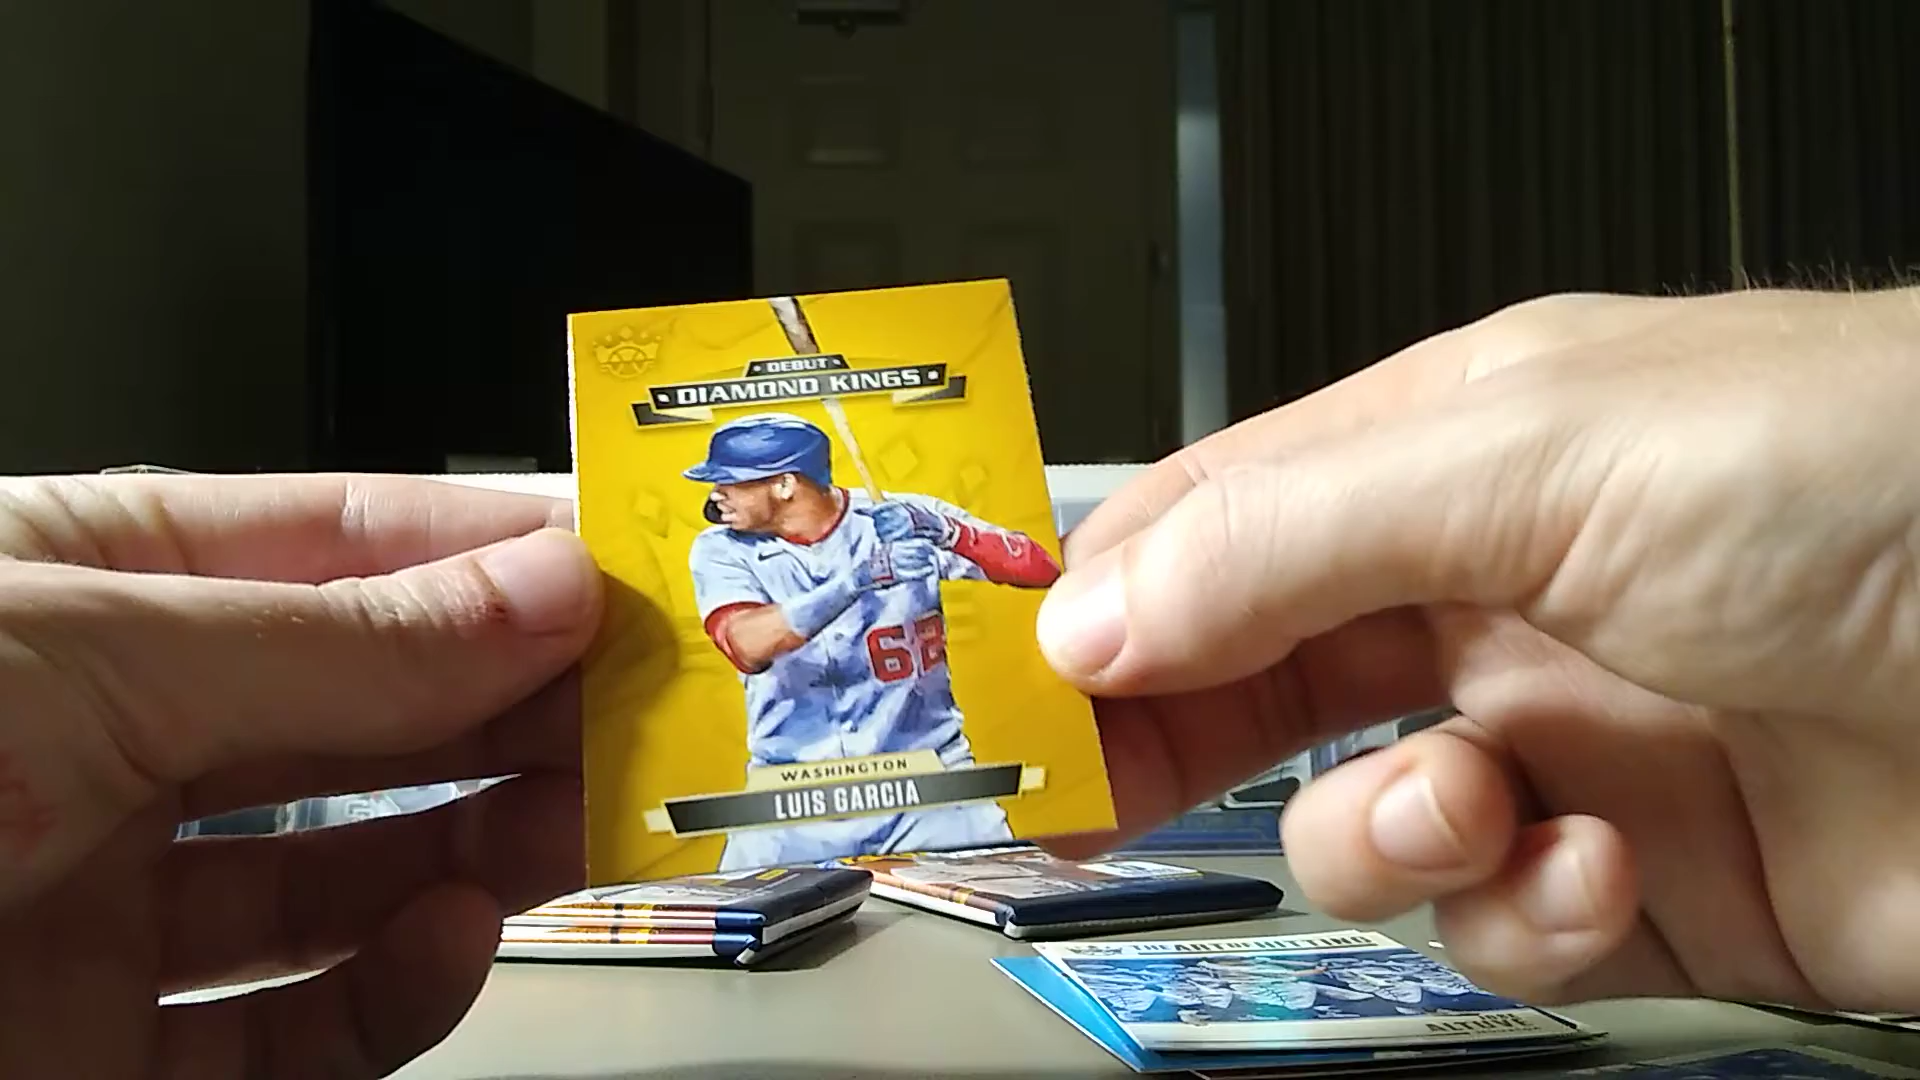 DEBUT
DIAMOND KINGS
62
WASHINGTON
LUIS GARCIA
THE ART OF HITTING
ALTUVE